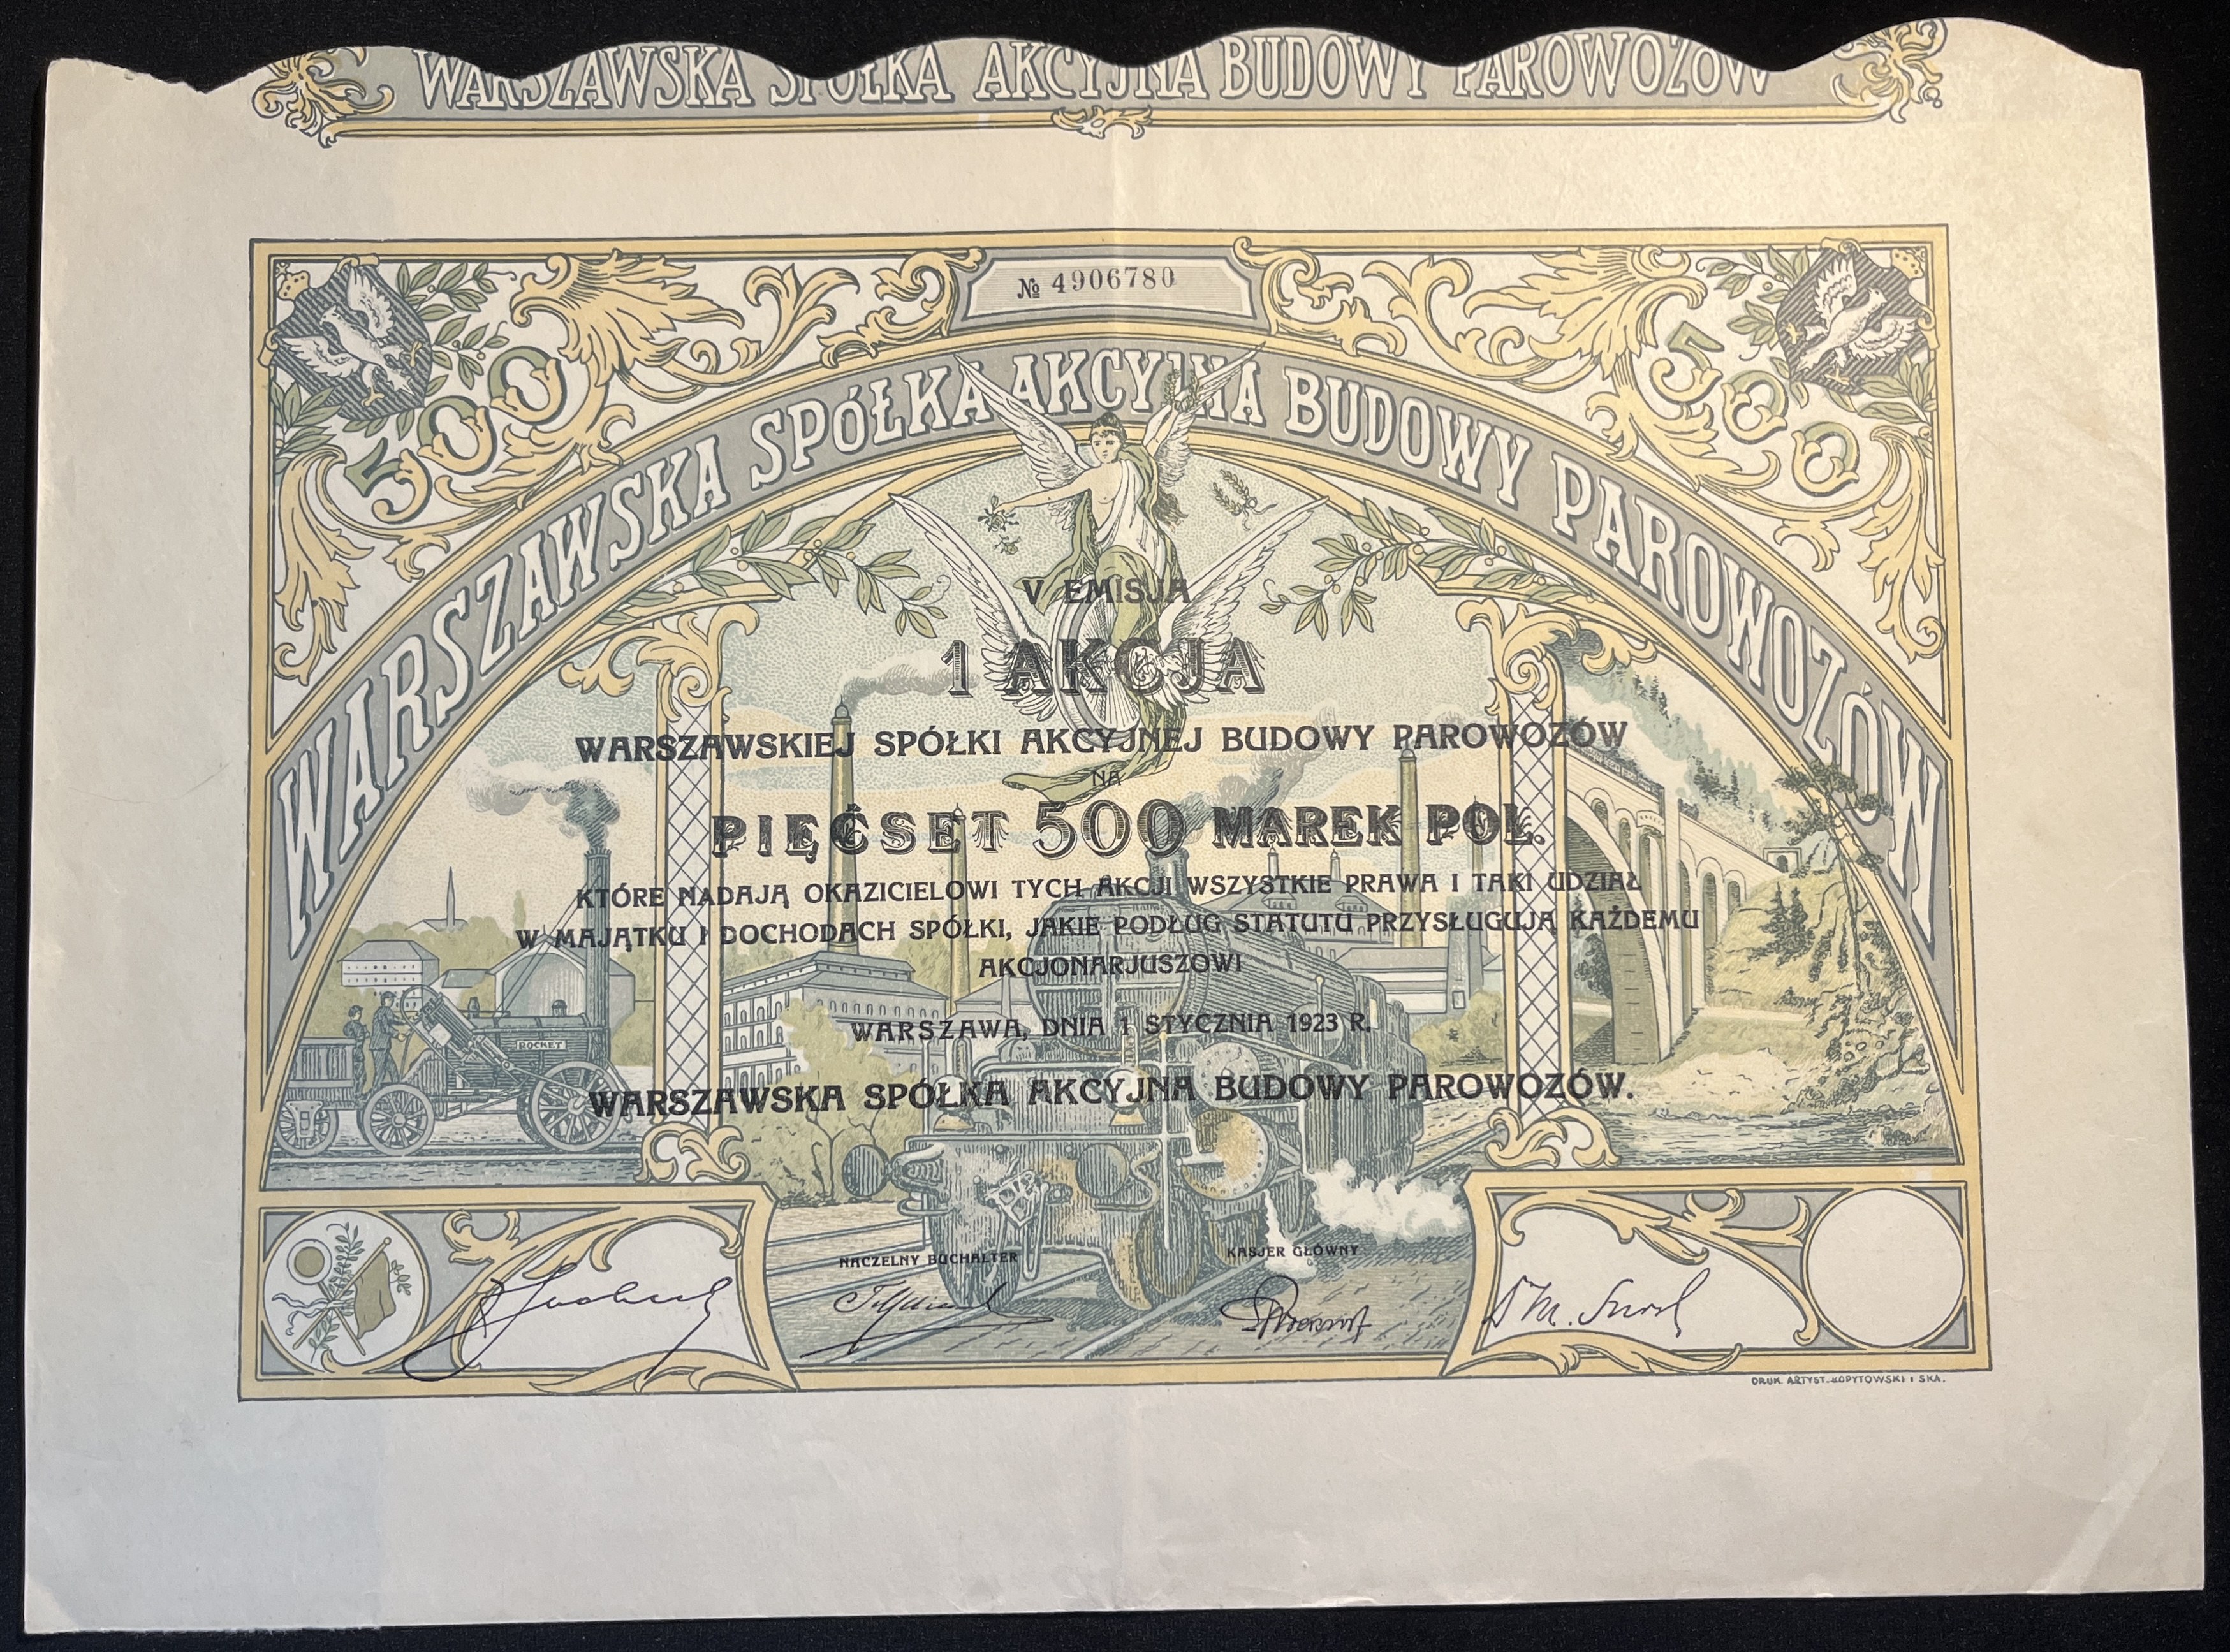 WARSZAWSKA SPÓŁKA AKCYJNA BUDOWY PAROWOZÓW
№ 4906780
500
500
WARSZAWSKA SPÓŁKA AKCYJNA BUDOWY PAROWOZÓW
V EMISJA
1 AKCJA
WARSZAWSKIEJ SPÓŁKI AKCYJNEJ BUDOWY PAROWOZÓW
NA
PIĘĆSET 500 MAREK POL.
KTÓRE NADAJĄ OKAZICIELOWI TYCH AKCJI WSZYSTKIE PRAWA I TAKI UDZIAŁ
W MAJĄTKU I DOCHODACH SPÓŁKI, JAKIE PODŁUG STATUTU PRZYSŁUGUJĄ KAŻDEMU
AKCJONARJUSZOWI
WARSZAWA, DNIA 1 STYCZNIA 1923 R.
ROCKET
WARSZAWSKA SPÓŁKA AKCYJNA BUDOWY PAROWOZÓW.
NACZELNY BUCHALTER
KASJER GŁÓWNY
DRUK. ARTYST. KOPYTOWSKI I SKA.